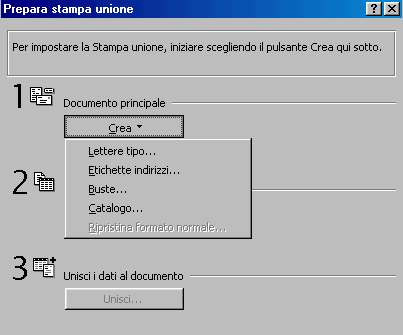 Prepara stampa unione
Per impostare la Stampa unione, iniziare scegliendo il pulsante Crea qui sotto.
1
Documento principale
Crea
Lettere tipo...
Etichette indirizzi...
2
Buste...
Catalogo...
Ripristina formato normale...
3
Unisci i dati al documento
Unisci...